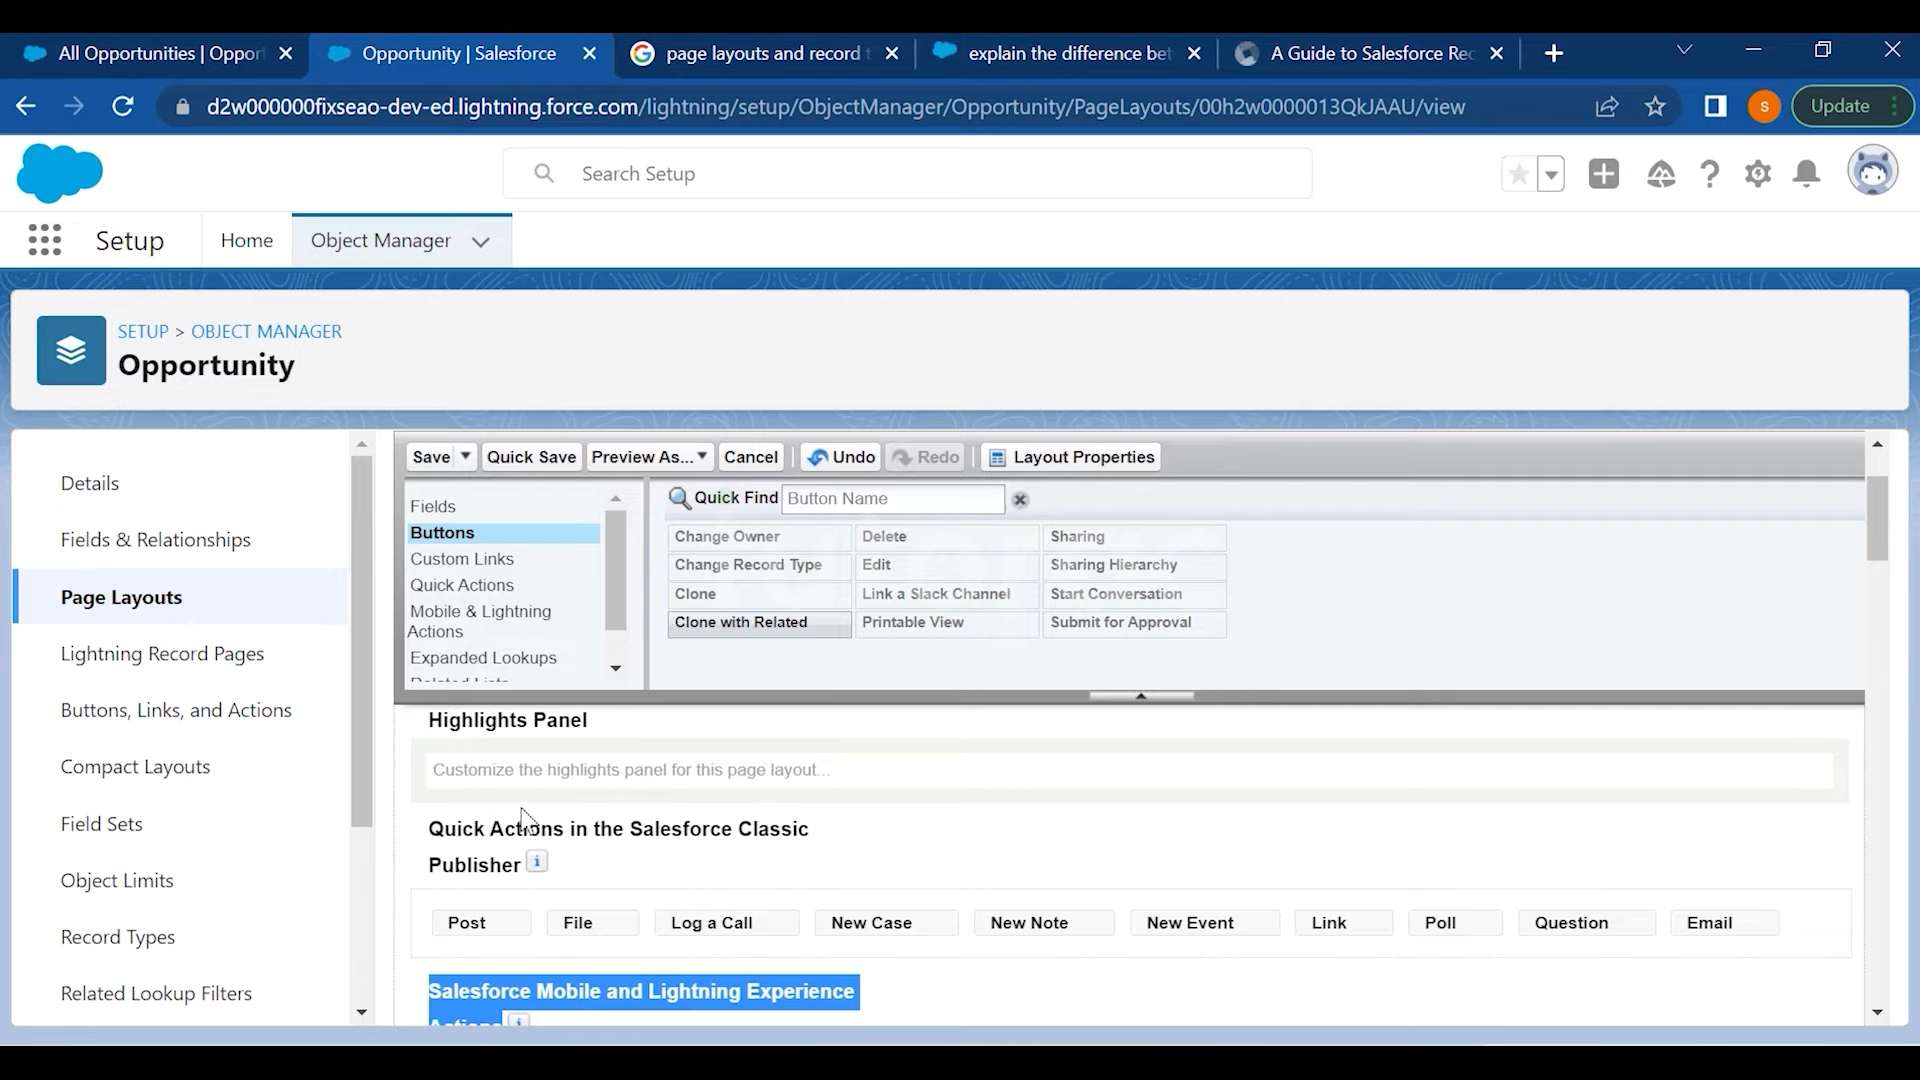 All Opportunities | Oppor
Opportunity | Salesforce
page layouts and record t
explain the difference bet
A Guide to Salesforce Rec
d2w000000fixseao-dev-ed.lightning.force.com/lightning/setup/ObjectManager/Opportunity/PageLayouts/00h2w0000013QkJAAU/view
S
Update
Search Setup
Setup
Home
Object Manager
SETUP > OBJECT MANAGER
Opportunity
Details
Fields & Relationships
Page Layouts
Lightning Record Pages
Buttons, Links, and Actions
Compact Layouts
Field Sets
Object Limits
Record Types
Related Lookup Filters
Save
Quick Save
Preview As...
Cancel
Undo
Redo
Layout Properties
Fields
Buttons
Custom Links
Quick Actions
Mobile & Lightning
Actions
Expanded Lookups
Related Lists
Quick Find
Button Name
Change Owner
Delete
Sharing
Change Record Type
Edit
Sharing Hierarchy
Clone
Link a Slack Channel
Start Conversation
Clone with Related
Printable View
Submit for Approval
Highlights Panel
Customize the highlights panel for this page layout...
Quick Actions in the Salesforce Classic
Publisher
Post
File
Log a Call
New Case
New Note
New Event
Link
Poll
Question
Email
Salesforce Mobile and Lightning Experience
Actions